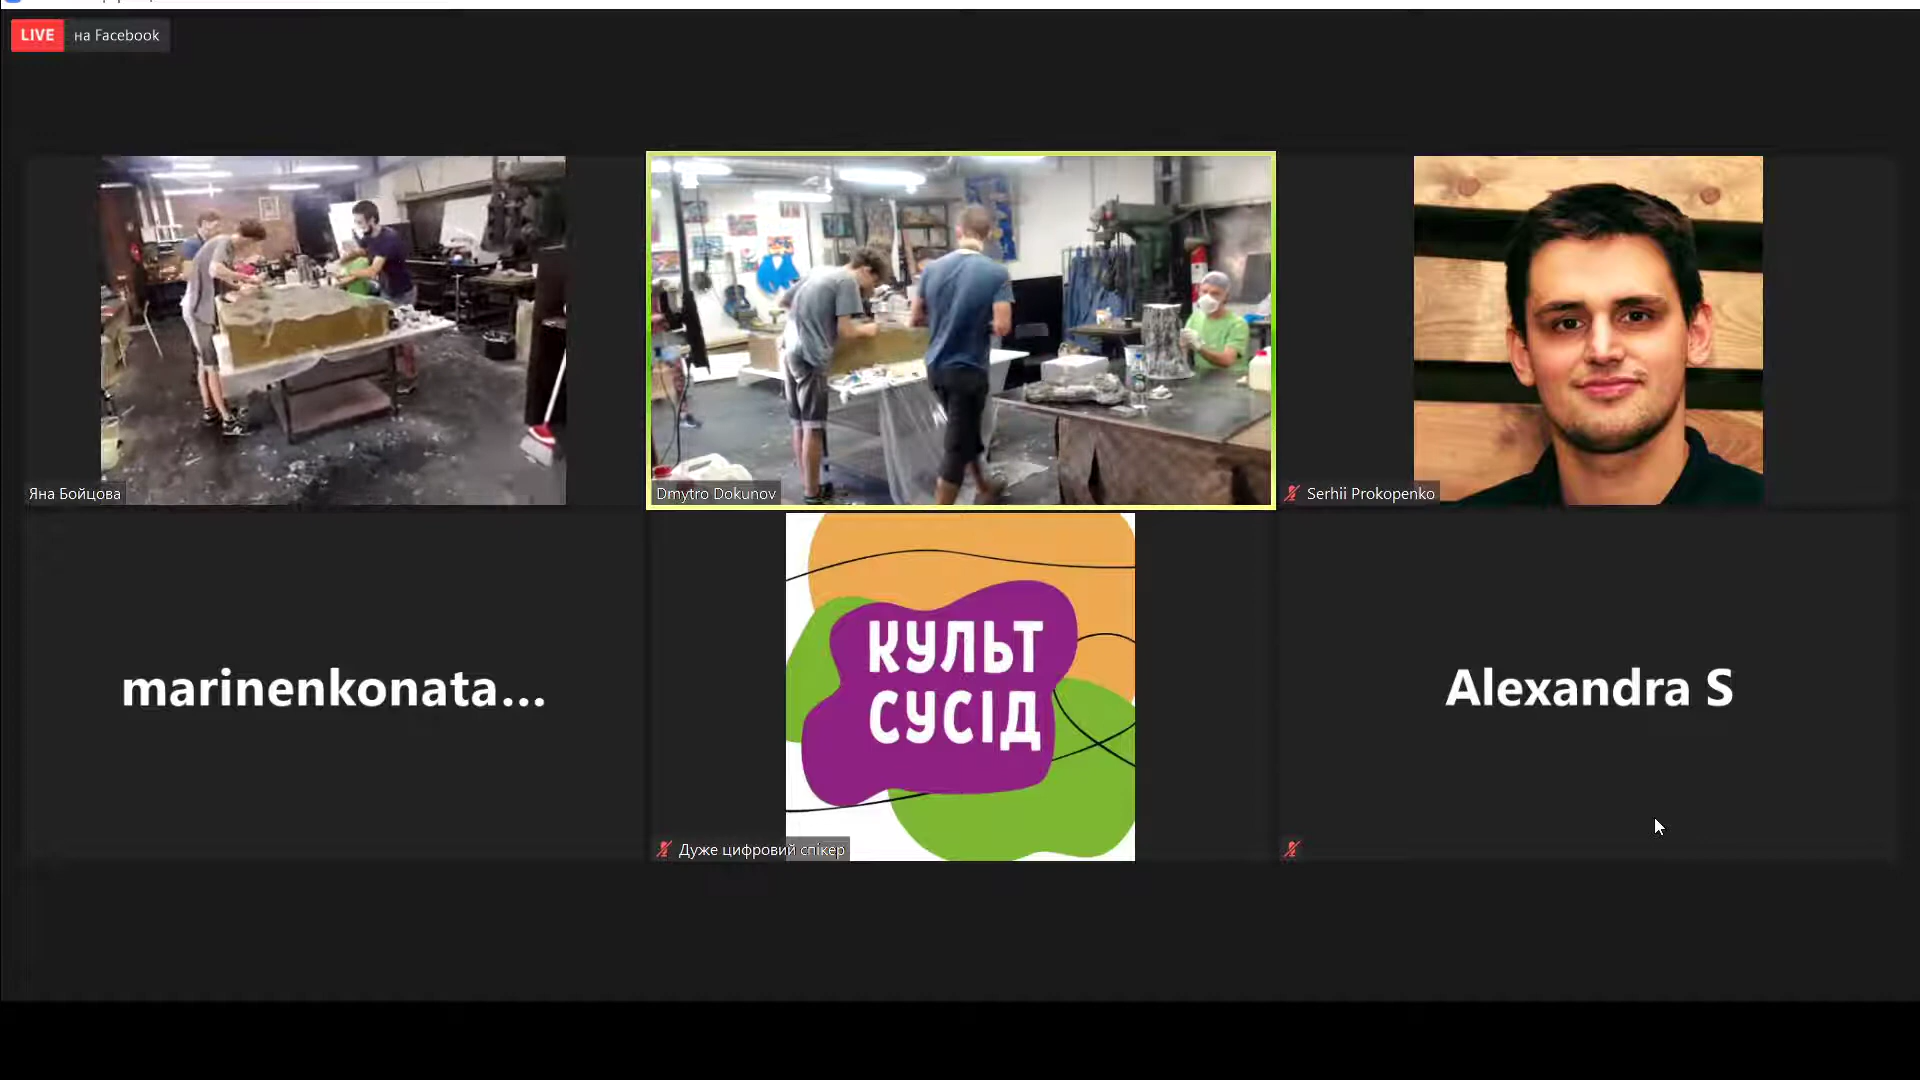 LIVE на Facebook
Яна Бойцова
Dmytro Dokunov
Serhii Prokopenko
marinenkonata...
КУЛЬТ
СУСІД
Дуже цифровий спікер
Alexandra S